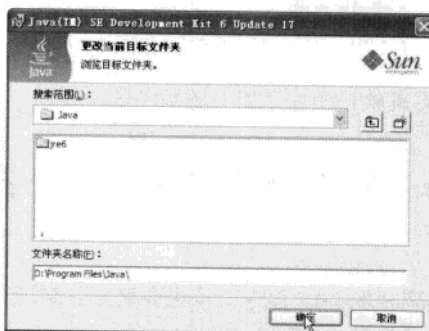 Java(TM) SE Development Kit 6 Update 17
更改当前目标文件夹
浏览目标文件夹。
Java
Sun
搜索范围(L):
Java
jre6
文件夹名称(F):
D:\Program Files\Java\
确定
取消